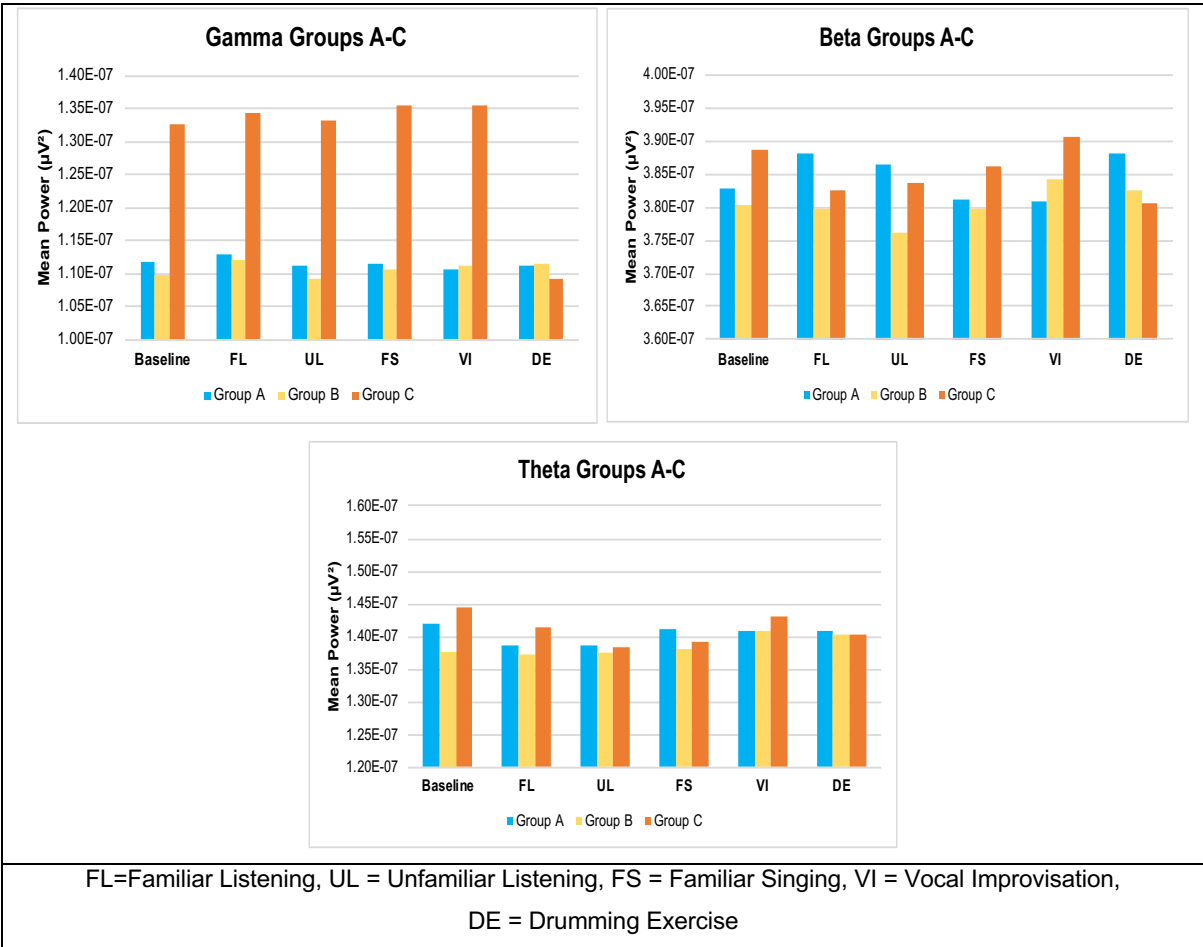 Gamma Groups A-C
Mean Power (µV²)
1.40E-07
1.35E-07
1.30E-07
1.25E-07
1.20E-07
1.15E-07
1.10E-07
1.05E-07
1.00E-07
Baseline FL UL FS VI DE
Group A Group B Group C
Beta Groups A-C
Mean Power (µV²)
4.00E-07
3.95E-07
3.90E-07
3.85E-07
3.80E-07
3.75E-07
3.70E-07
3.65E-07
3.60E-07
Baseline FL UL FS VI DE
Group A Group B Group C
Theta Groups A-C
Mean Power (µV²)
1.60E-07
1.55E-07
1.50E-07
1.45E-07
1.40E-07
1.35E-07
1.30E-07
1.25E-07
1.20E-07
Baseline FL UL FS VI DE
Group A Group B Group C
FL=Familiar Listening, UL = Unfamiliar Listening, FS = Familiar Singing, VI = Vocal Improvisation,
DE = Drumming Exercise